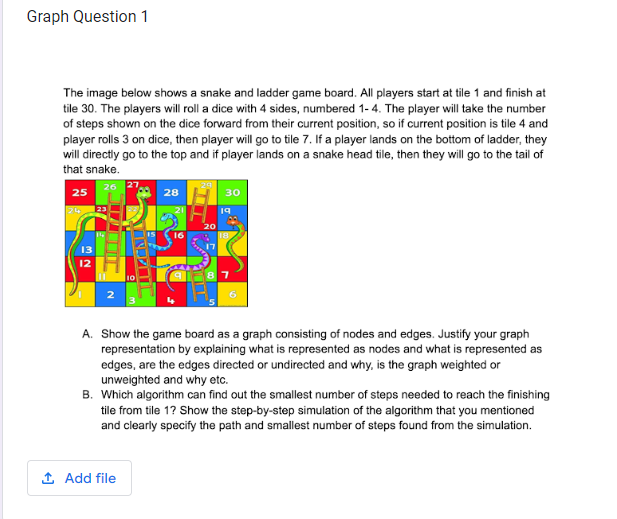 Graph Question 1
The image below shows a snake and ladder game board. All players start at tile 1 and finish at
tile 30. The players will roll a dice with 4 sides, numbered 1- 4. The player will take the number
of steps shown on the dice forward from their current position, so if current position is tile 4 and
player rolls 3 on dice, then player will go to tile 7. If a player lands on the bottom of ladder, they
will directly go to the top and if player lands on a snake head tile, then they will go to the tail of
that snake.
25 26 27 28 29 30
24 23 21 20 19
13 14 15 16 17 18
12 11 10 9 8 7
1 2 3 4 5 6
A. Show the game board as a graph consisting of nodes and edges. Justify your graph
representation by explaining what is represented as nodes and what is represented as
edges, are the edges directed or undirected and why, is the graph weighted or
unweighted and why etc.
B. Which algorithm can find out the smallest number of steps needed to reach the finishing
tile from tile 1? Show the step-by-step simulation of the algorithm that you mentioned
and clearly specify the path and smallest number of steps found from the simulation.
Add file